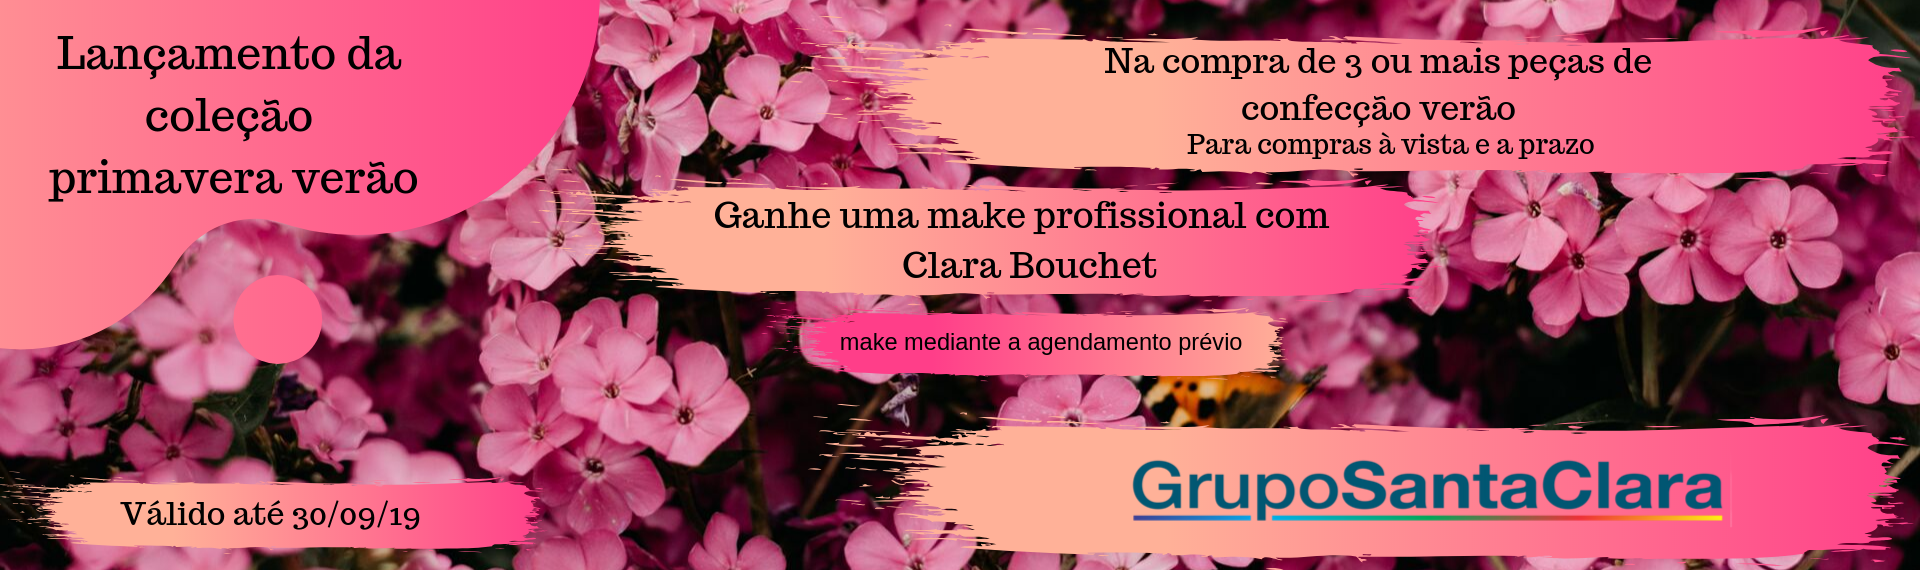 Lançamento da
coleção
primavera verão
Na compra de 3 ou mais peças de
confecção verão
Para compras à vista e a prazo
Ganhe uma make profissional com
Clara Bouchet
make mediante a agendamento prévio
Válido até 30/09/19
GrupoSantaClara